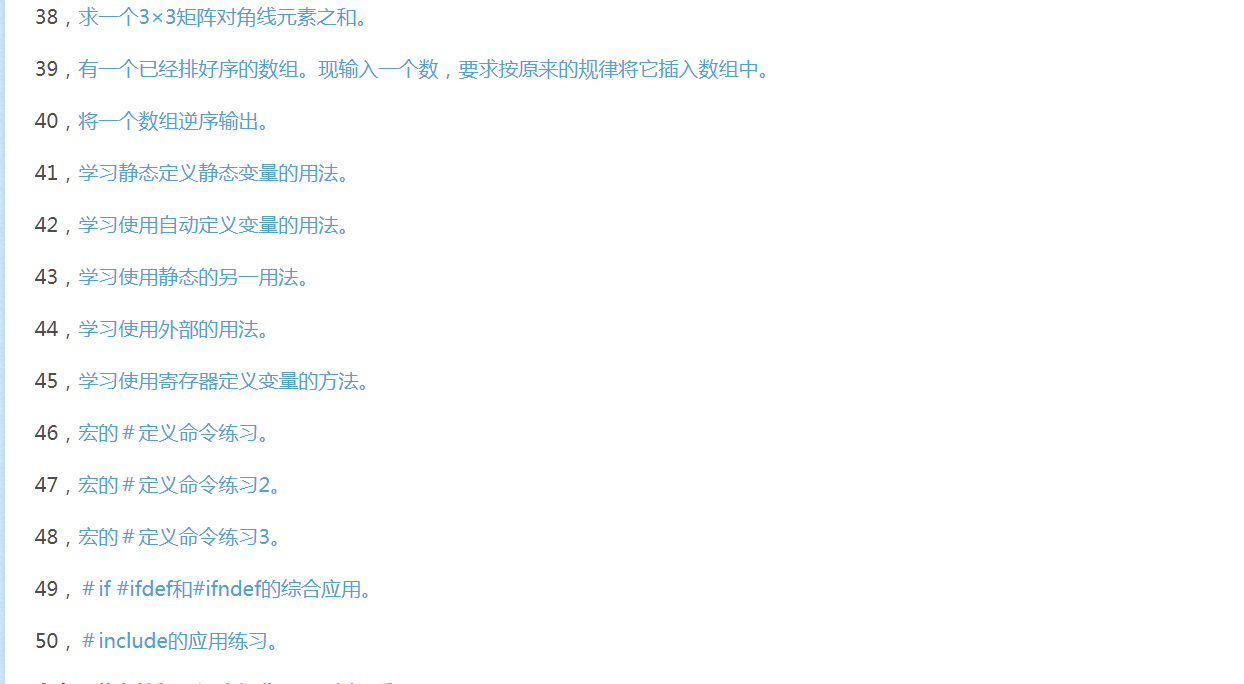 38，求一个3×3矩阵对角线元素之和。
39，有一个已经排好序的数组。现输入一个数，要求按原来的规律将它插入数组中。
40，将一个数组逆序输出。
41，学习静态定义静态变量的用法。
42，学习使用自动定义变量的用法。
43，学习使用静态的另一用法。
44，学习使用外部的用法。
45，学习使用寄存器定义变量的方法。
46，宏的＃定义命令练习。
47，宏的＃定义命令练习2。
48，宏的＃定义命令练习3。
49，＃if #ifdef和#ifndef的综合应用。
50，＃include的应用练习。